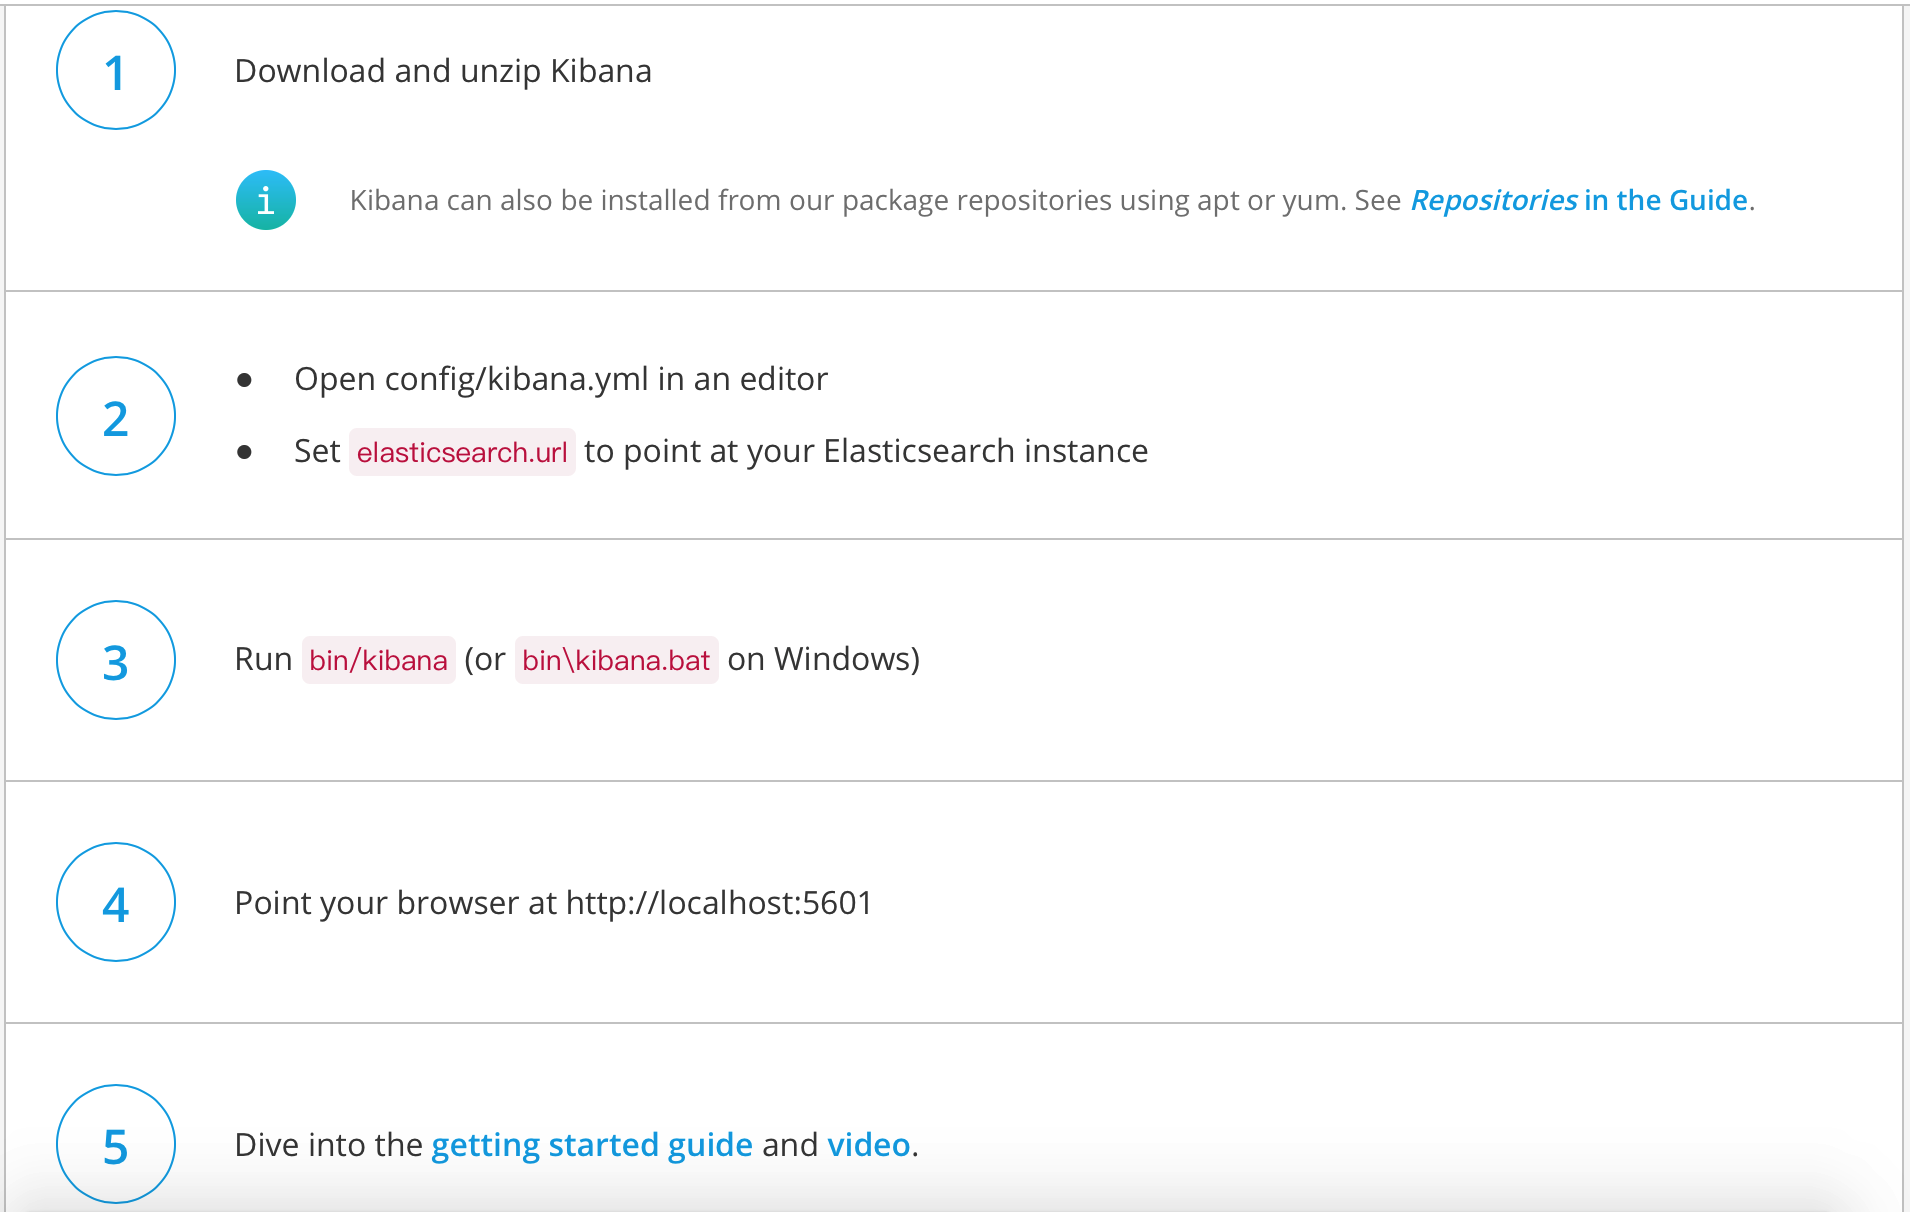 1
Download and unzip Kibana
i
Kibana can also be installed from our package repositories using apt or yum. See Repositories in the Guide.
2
● Open config/kibana.yml in an editor
● Set elasticsearch.url to point at your Elasticsearch instance
3
Run bin/kibana (or bin\kibana.bat on Windows)
4
Point your browser at http://localhost:5601
5
Dive into the getting started guide and video.